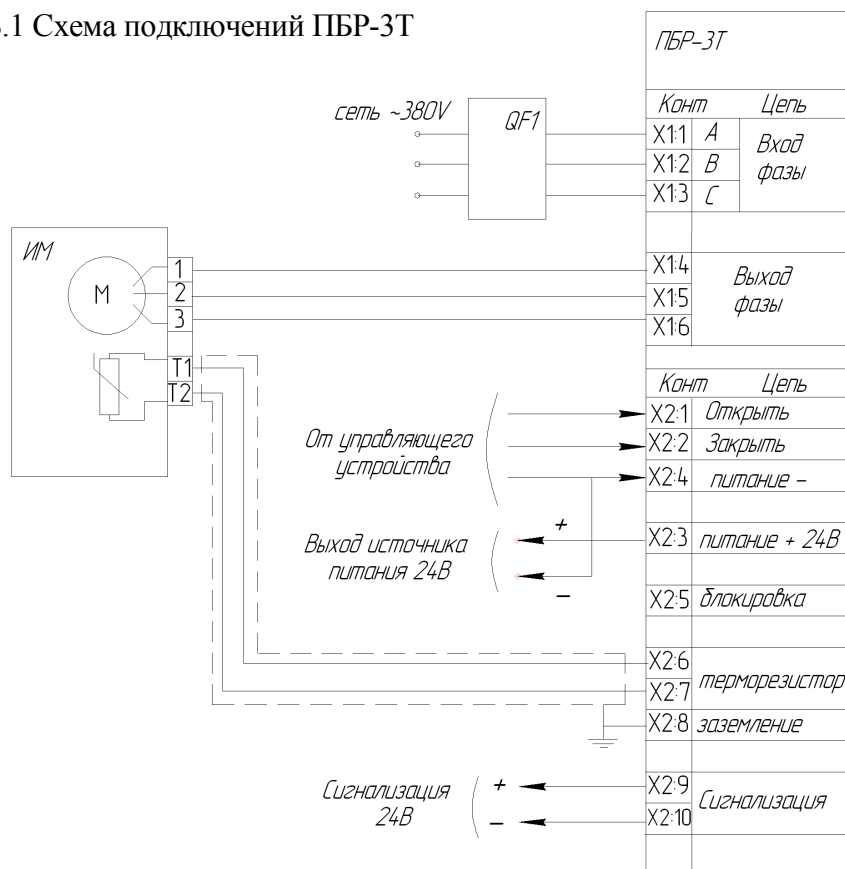 .1 Схема подключений ПБР-3Т
ПБР-3Т
сеть ~380V
QF1
Конт Цепь
X1:1 A
X1:2 B
X1:3 C
Вход
фазы
ИМ
M
1
2
3
T1
T2
X1:4
X1:5
X1:6
Выход
фазы
Конт Цепь
От управляющего
устройства
X2:1 Открыть
X2:2 Закрыть
X2:4 питание –
Выход источника
питания 24В
+
–
X2:3 питание + 24В
X2:5 блокировка
X2:6
X2:7
терморезистор
X2:8 заземление
Сигнализация
24В
+
–
X2:9
X2:10
Сигнализация